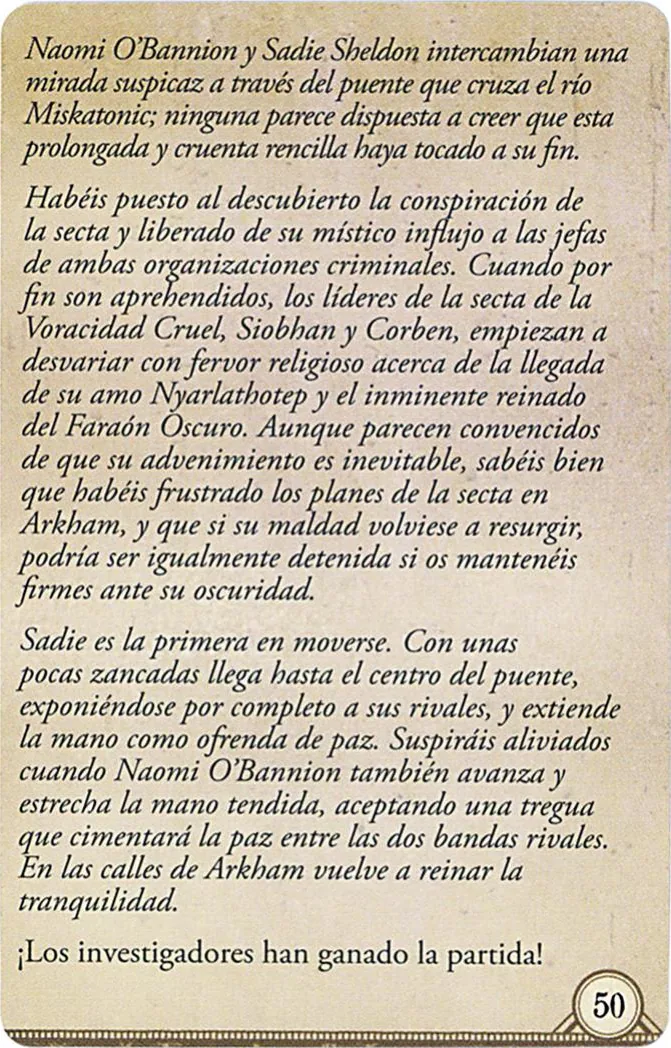 Naomi O'Bannion y Sadie Sheldon intercambian una
mirada suspicaz a través del puente que cruza el río
Miskatonic; ninguna parece dispuesta a creer que esta
prolongada y cruenta rencilla haya tocado a su fin.
Habéis puesto al descubierto la conspiración de
la secta y liberado de su místico influjo a las jefas
de ambas organizaciones criminales. Cuando por
fin son aprehendidos, los líderes de la secta de la
Voracidad Cruel, Siobhan y Corben, empiezan a
desvariar con fervor religioso acerca de la llegada
de su amo Nyarlathotep y el inminente reinado
del Faraón Oscuro. Aunque parecen convencidos
de que su advenimiento es inevitable, sabéis bien
que habéis frustrado los planes de la secta en
Arkham, y que si su maldad volviese a resurgir,
podría ser igualmente detenida si os mantenéis
firmes ante su oscuridad.
Sadie es la primera en moverse. Con unas
pocas zancadas llega hasta el centro del puente,
exponiéndose por completo a sus rivales, y extiende
la mano como ofrenda de paz. Suspiráis aliviados
cuando Naomi O'Bannion también avanza y
estrecha la mano tendida, aceptando una tregua
que cimentará la paz entre las dos bandas rivales.
En las calles de Arkham vuelve a reinar la
tranquilidad.
¡Los investigadores han ganado la partida!
50